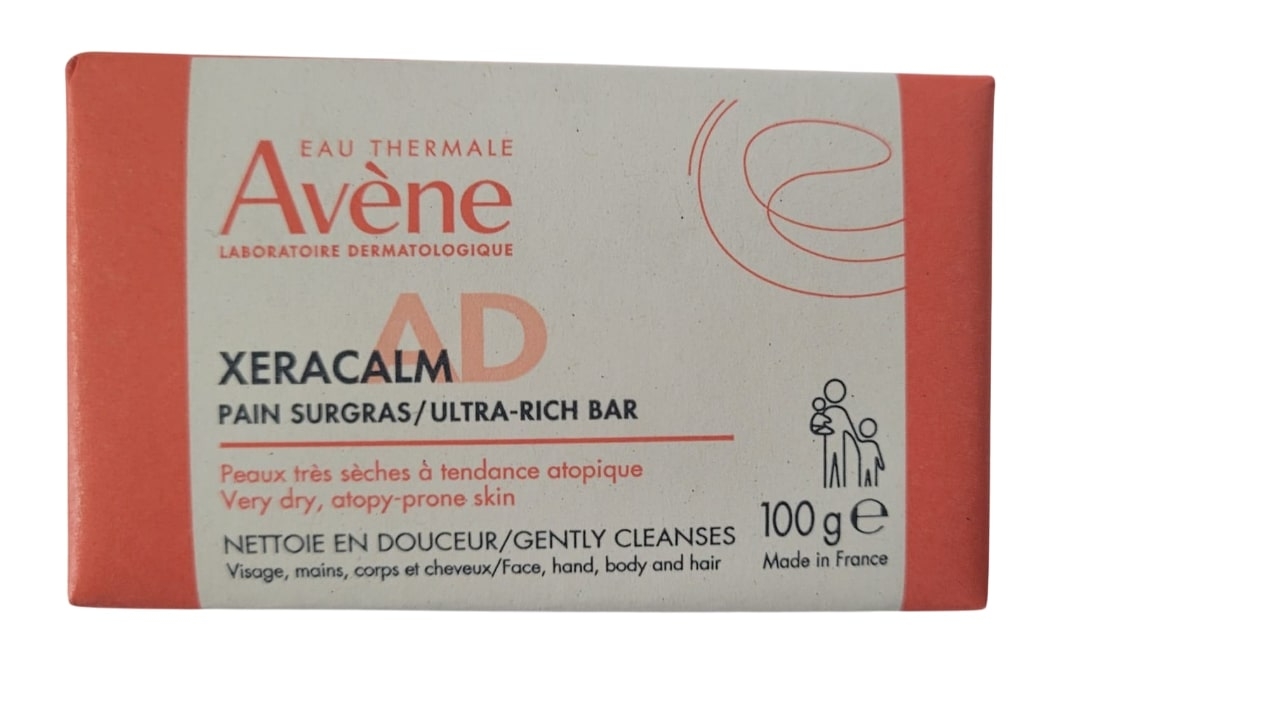 EAU THERMALE
Avène
LABORATOIRE DERMATOLOGIQUE
AD
XERACALM
PAIN SURGRAS/ULTRA-RICH BAR
Peaux très sèches à tendance atopique
Very dry, atopy-prone skin
NETTOIE EN DOUCEUR/GENTLY CLEANSES
Visage, mains, corps et cheveux/Face, hand, body and hair
100 g ℮
Made in France